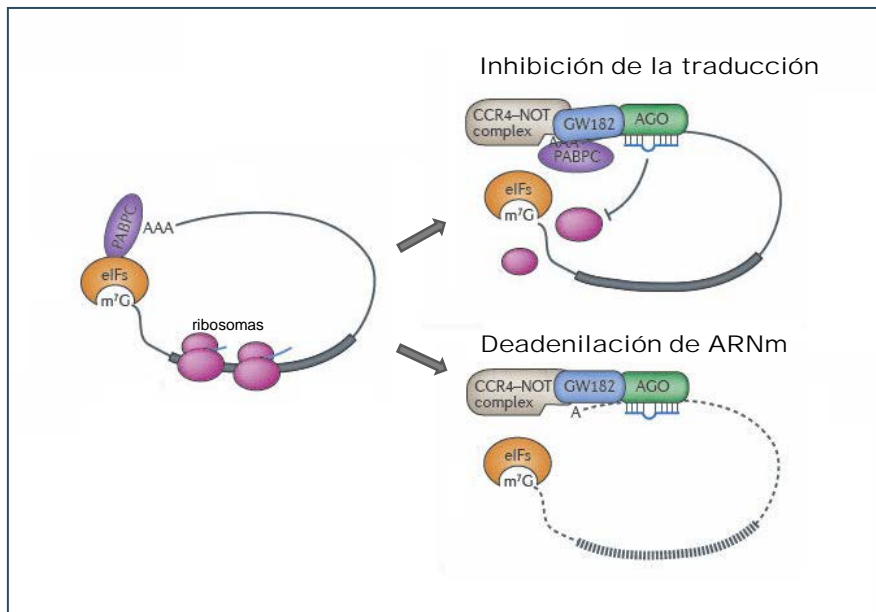 PABPC
AAA
eIFs
m⁷G
ribosomas
Inhibición de la traducción
CCR4–NOT
complex
GW182
AGO
AAA
PABPC
eIFs
m⁷G
Deadenilación de ARNm
CCR4–NOT
complex
GW182
AGO
A
eIFs
m⁷G